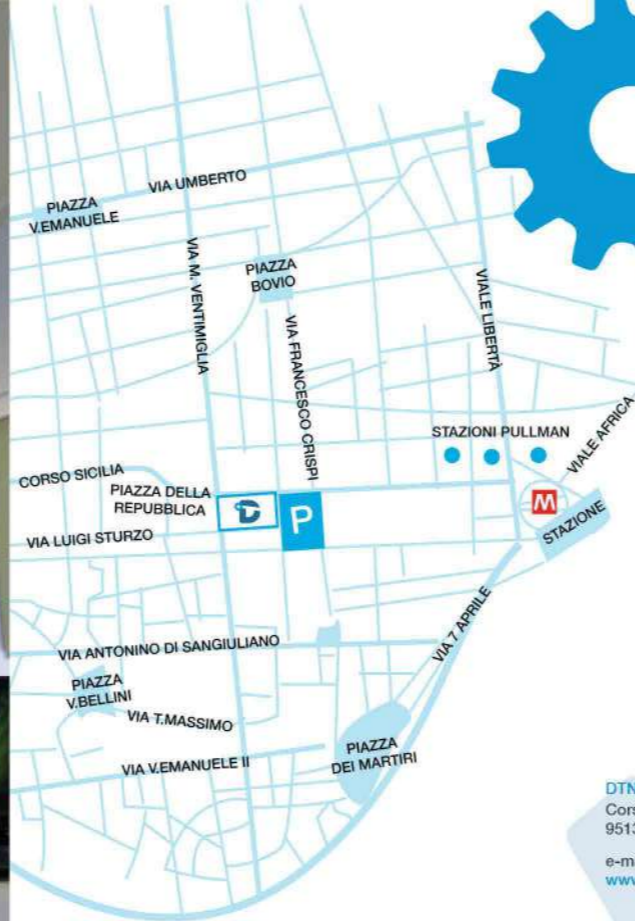 PIAZZA
V.EMANUELE
VIA UMBERTO
VIA M. VENTIMIGLIA
PIAZZA
BOVIO
VIA FRANCESCO CRISPI
VIALE LIBERTÀ
STAZIONI PULLMAN
VIALE AFRICA
CORSO SICILIA
PIAZZA DELLA
REPUBBLICA
P
M
STAZIONE
VIA LUIGI STURZO
VIA 7 APRILE
VIA ANTONINO DI SANGIULIANO
PIAZZA
V.BELLINI
VIA T.MASSIMO
VIA V.EMANUELE II
PIAZZA
DEI MARTIRI